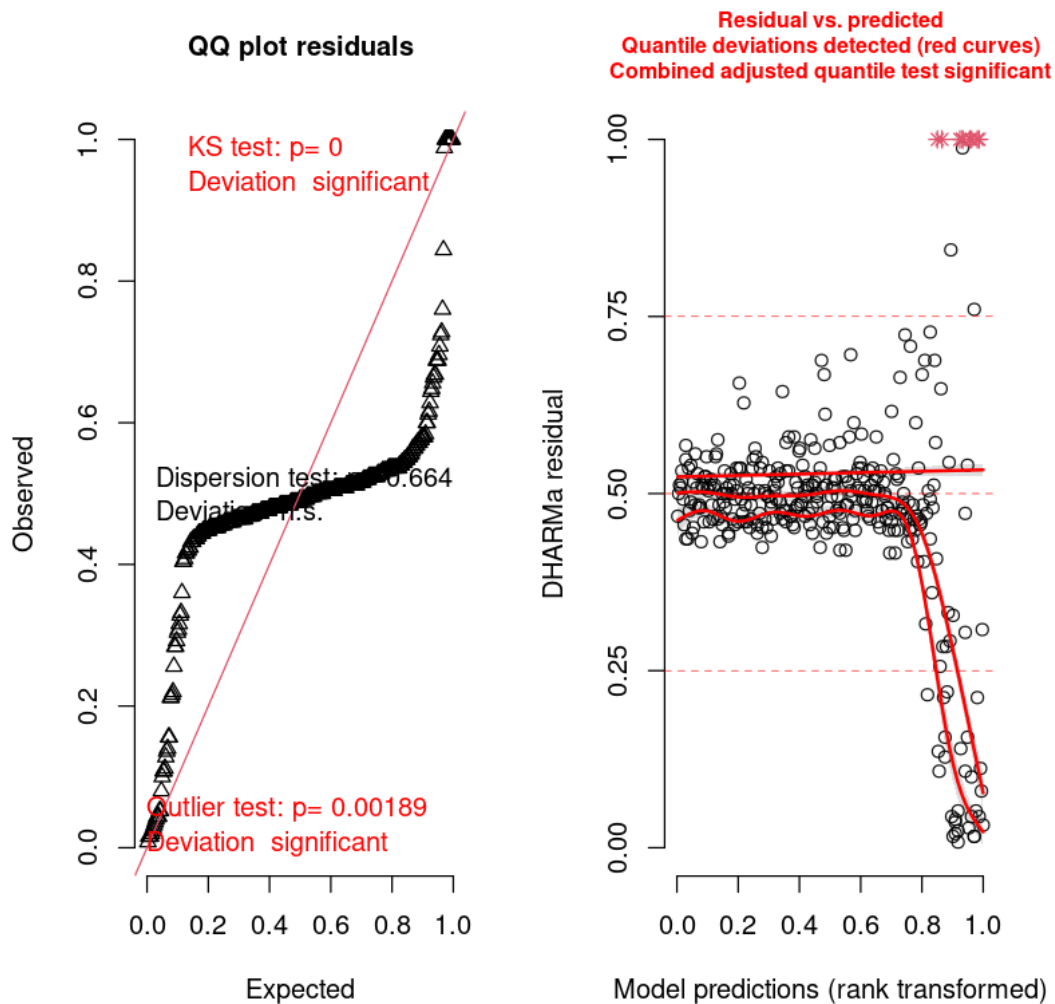 QQ plot residuals
KS test: p= 0
Deviation  significant
Dispersion test: 0.664
Deviation n.s.
Outlier test: p= 0.00189
Deviation  significant
Observed
1.0
0.8
0.6
0.4
0.2
0.0
0.0 0.2 0.4 0.6 0.8 1.0
Expected
Residual vs. predicted
Quantile deviations detected (red curves)
Combined adjusted quantile test significant
DHARMa residual
1.00
0.75
0.50
0.25
0.00
0.0 0.2 0.4 0.6 0.8 1.0
Model predictions (rank transformed)